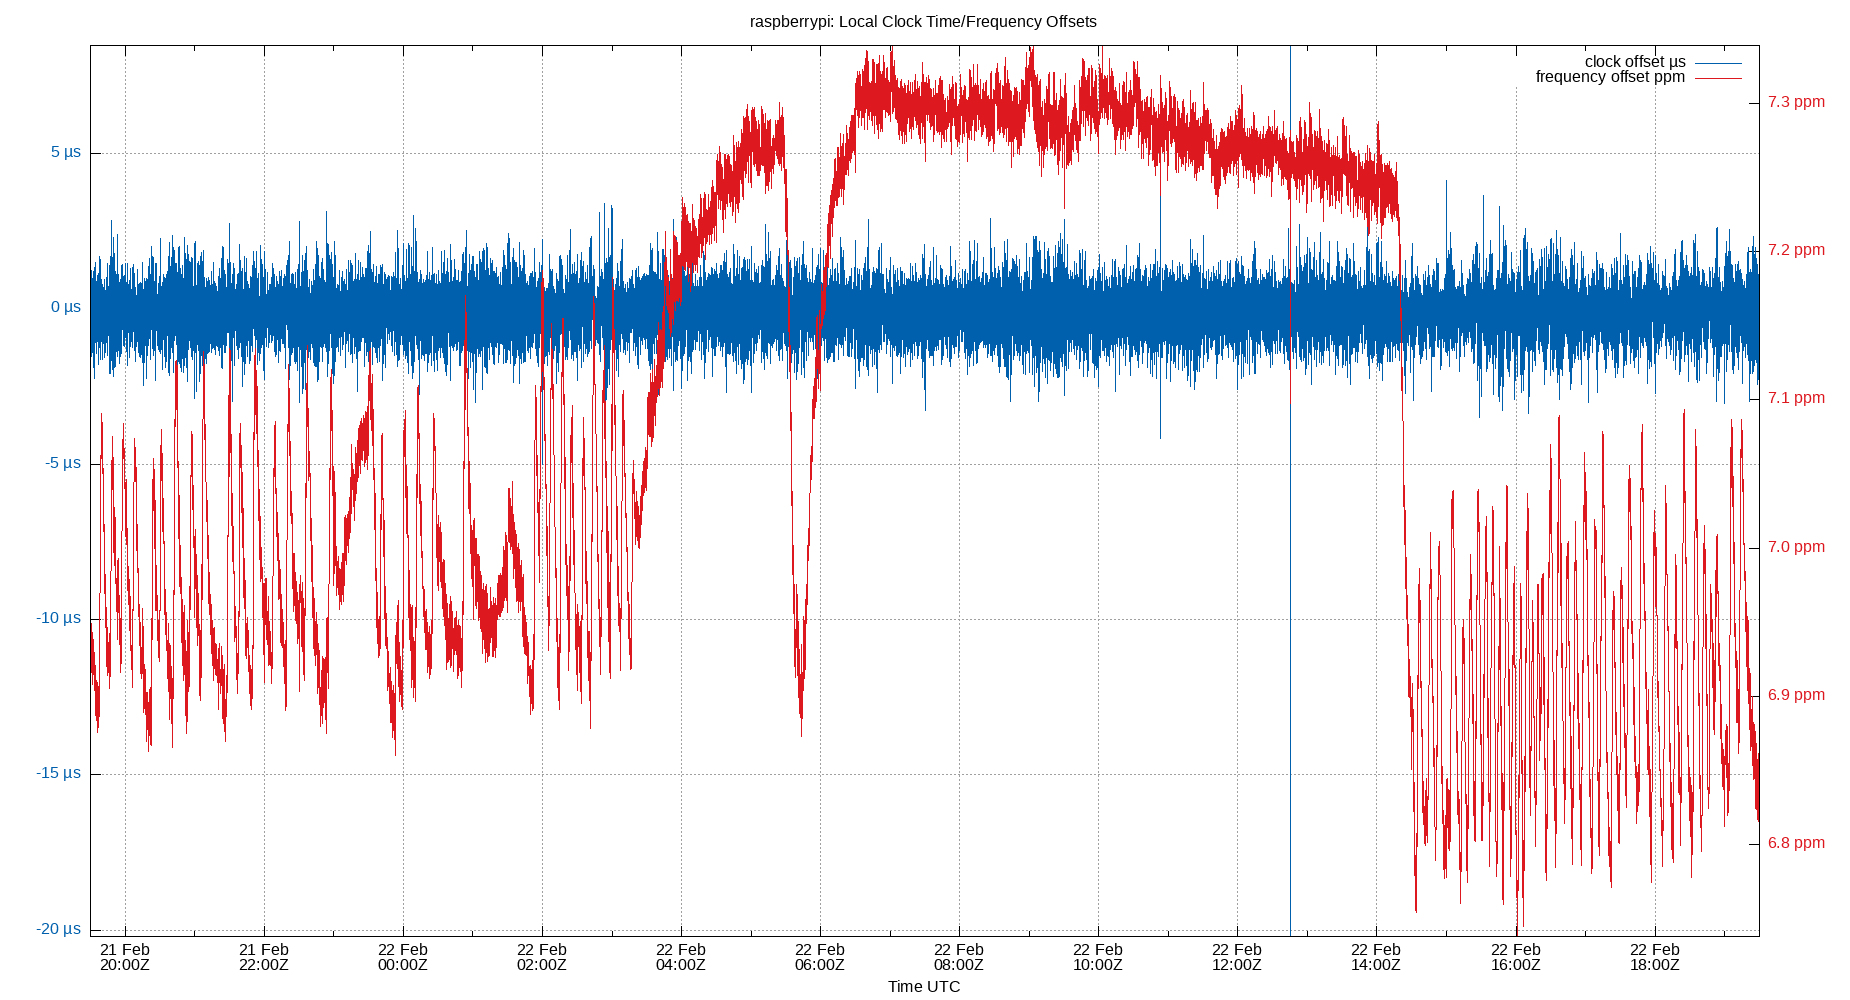 raspberrypi: Local Clock Time/Frequency Offsets
clock offset µs
frequency offset ppm
5 µs
0 µs
-5 µs
-10 µs
-15 µs
-20 µs
7.3 ppm
7.2 ppm
7.1 ppm
7.0 ppm
6.9 ppm
6.8 ppm
21 Feb 21 Feb 22 Feb 22 Feb 22 Feb 22 Feb 22 Feb 22 Feb 22 Feb 22 Feb 22 Feb 22 Feb
20:00Z 22:00Z 00:00Z 02:00Z 04:00Z 06:00Z 08:00Z 10:00Z 12:00Z 14:00Z 16:00Z 18:00Z
Time UTC